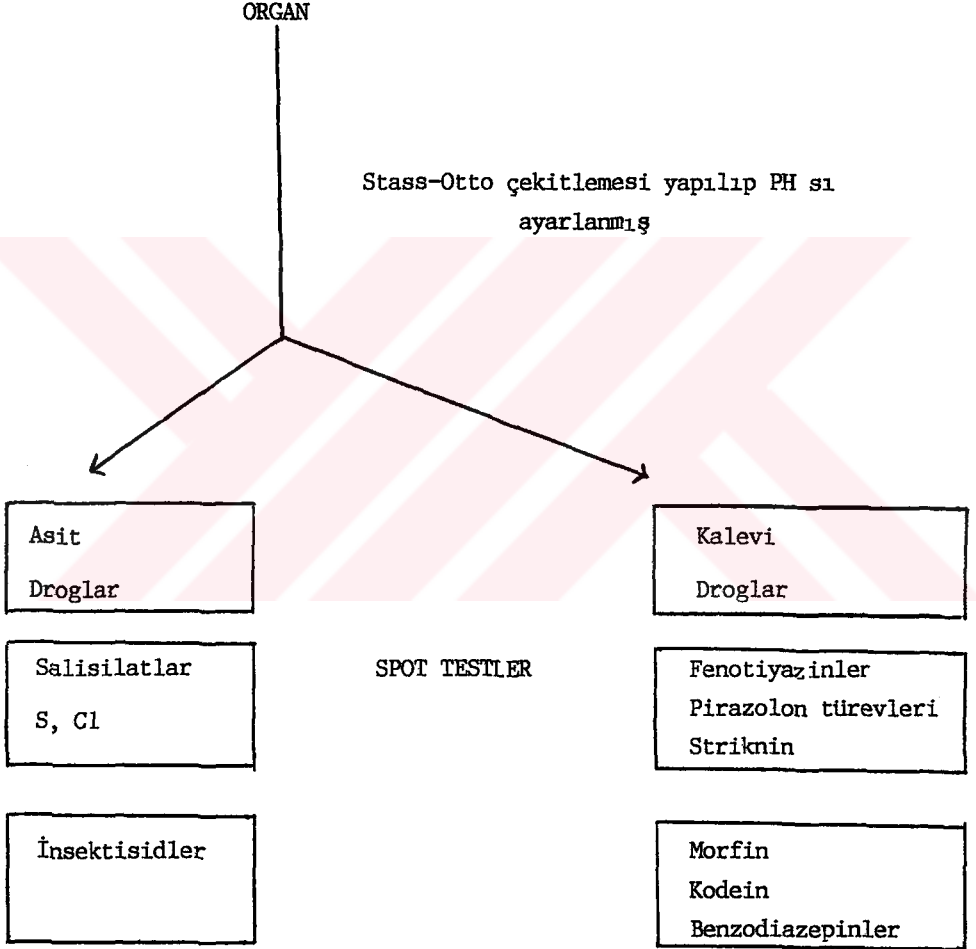 ORGAN
Stass-Otto çekitlemesi yapılıp PH sı
ayarlanmış
Asit
Droglar
Kalevi
Droglar
Salisilatlar
S, Cl
SPOT TESTLER
Fenotiyazinler
Pirazolon türevleri
Striknin
İnsektisidler
Morfin
Kodein
Benzodiazepinler